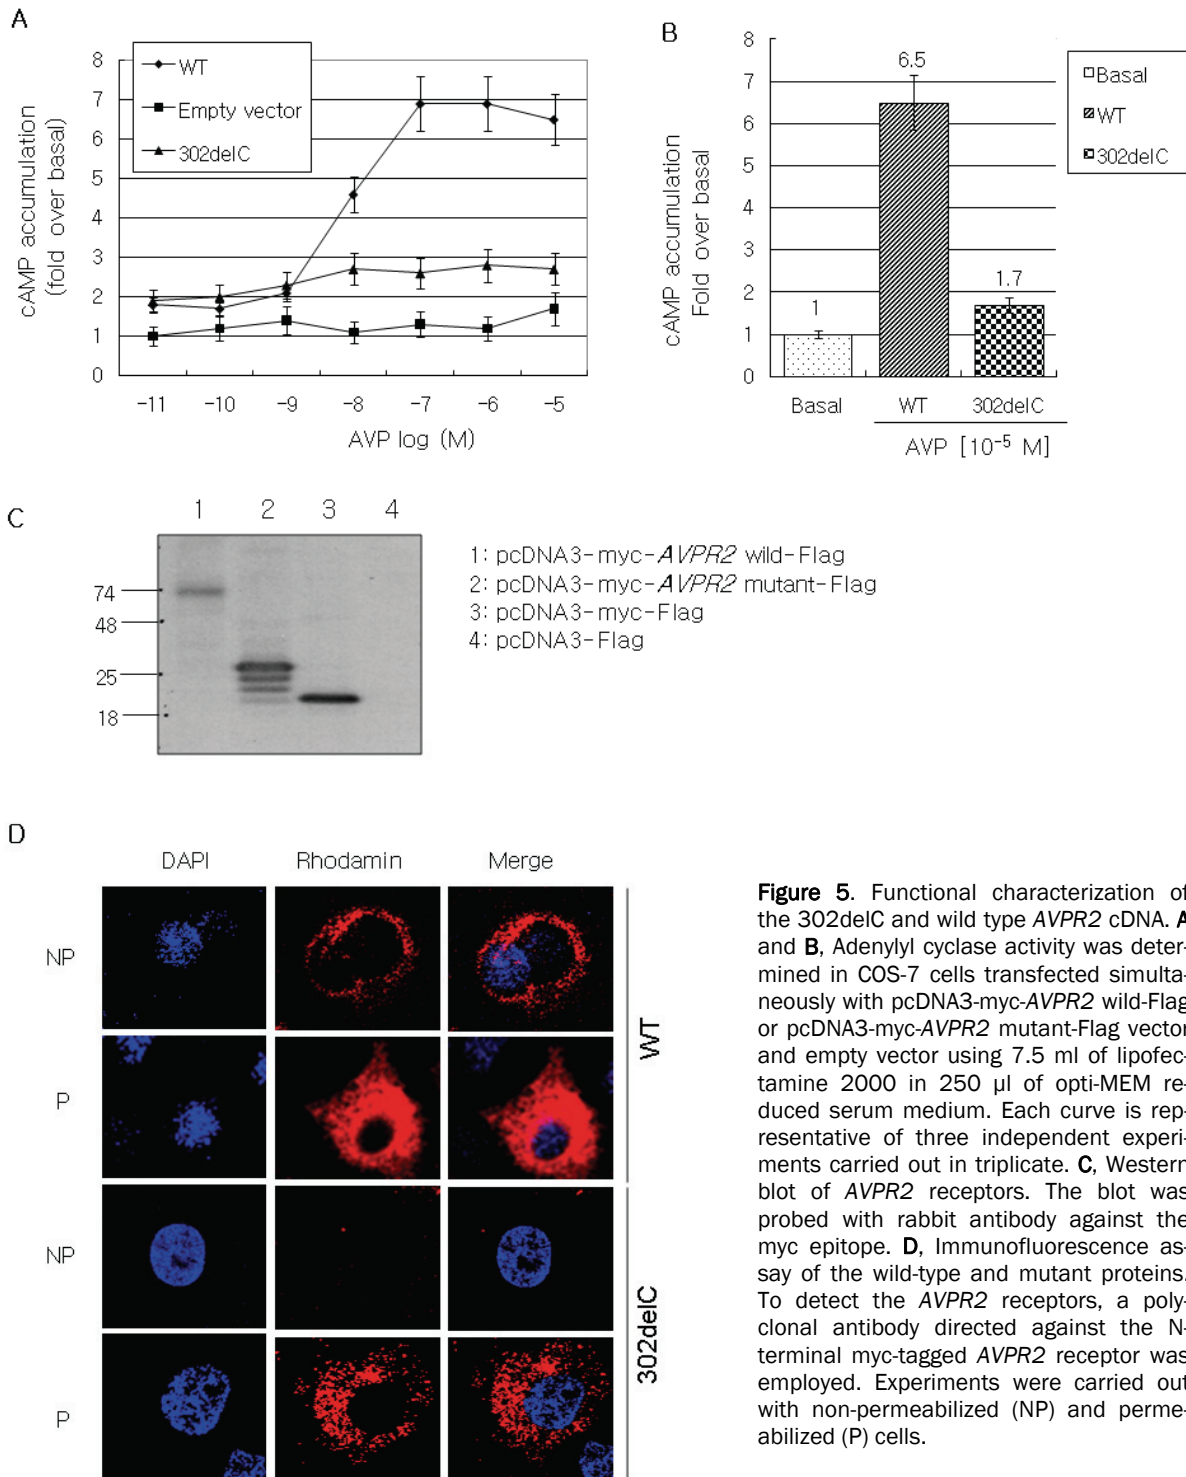 A
WT
Empty vector
302delC
cAMP accumulation
(fold over basal)
8
7
6
5
4
3
2
1
0
-11 -10 -9 -8 -7 -6 -5
AVP log (M)
B
cAMP accumulation
Fold over basal
8
7
6
5
4
3
2
1
0
1
6.5
1.7
Basal
WT
302delC
Basal WT 302delC
AVP [10⁻⁵ M]
C
1 2 3 4
74
48
25
18
1: pcDNA3-myc-AVPR2 wild-Flag
2: pcDNA3-myc-AVPR2 mutant-Flag
3: pcDNA3-myc-Flag
4: pcDNA3-Flag
D
DAPI Rhodamin Merge
NP
P
NP
P
WT
302delC
Figure 5. Functional characterization of
the 302delC and wild type AVPR2 cDNA. A
and B, Adenylyl cyclase activity was deter-
mined in COS-7 cells transfected simulta-
neously with pcDNA3-myc-AVPR2 wild-Flag
or pcDNA3-myc-AVPR2 mutant-Flag vector
and empty vector using 7.5 ml of lipofec-
tamine 2000 in 250 µl of opti-MEM re-
duced serum medium. Each curve is rep-
resentative of three independent experi-
ments carried out in triplicate. C, Western
blot of AVPR2 receptors. The blot was
probed with rabbit antibody against the
myc epitope. D, Immunofluorescence as-
say of the wild-type and mutant proteins.
To detect the AVPR2 receptors, a poly-
clonal antibody directed against the N-
terminal myc-tagged AVPR2 receptor was
employed. Experiments were carried out
with non-permeabilized (NP) and perme-
abilized (P) cells.